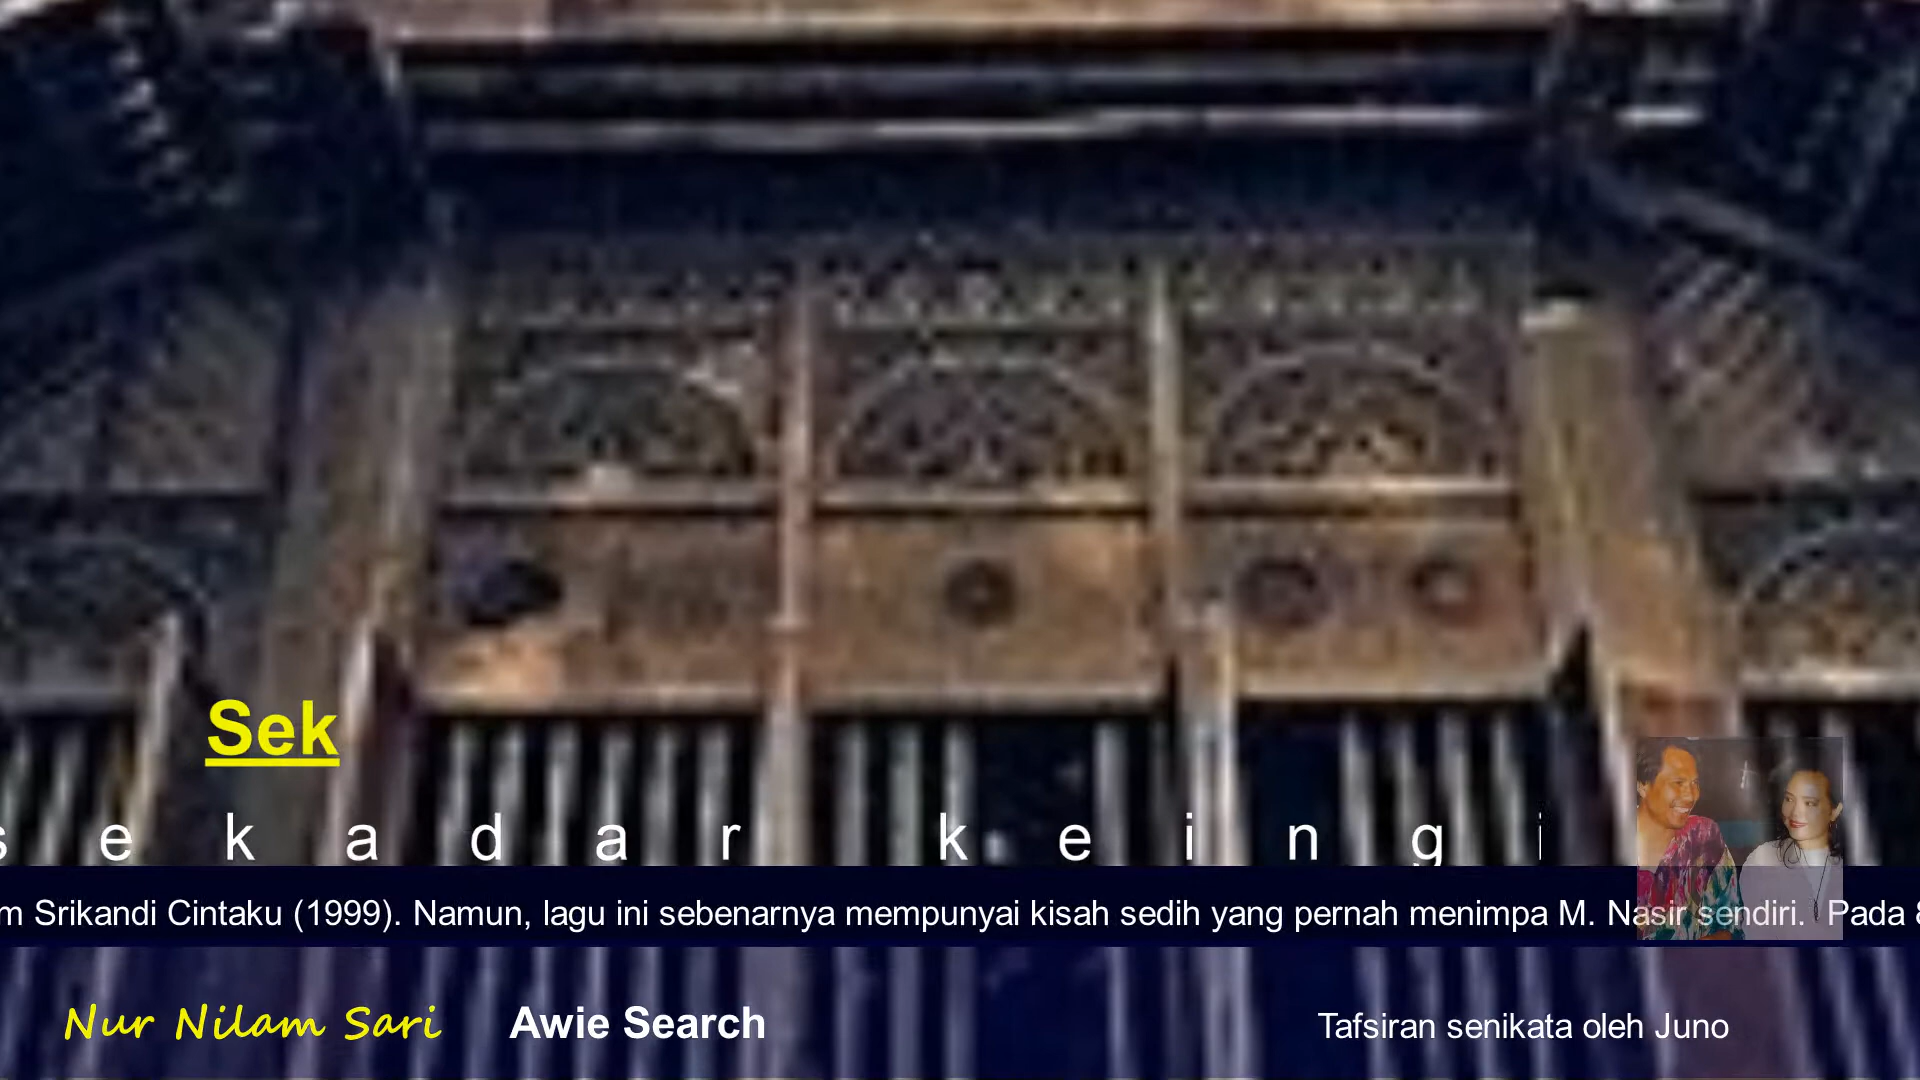 Sek
s e k a d a r   k e i n g i
m Srikandi Cintaku (1999). Namun, lagu ini sebenarnya mempunyai kisah sedih yang pernah menimpa M. Nasir sendiri.  Pada 8
Nur Nilam Sari
Awie Search
Tafsiran senikata oleh Juno